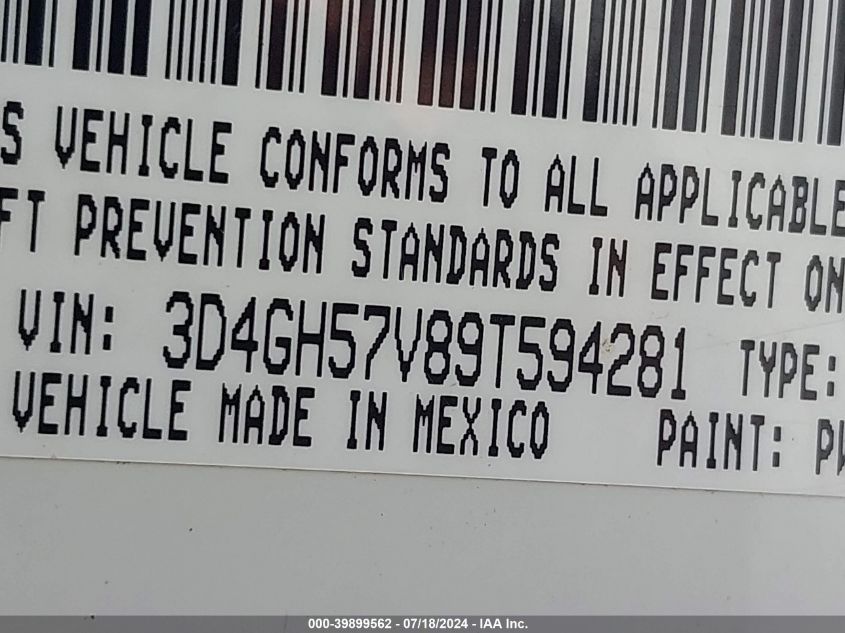 S VEHICLE CONFORMS TO ALL APPLICABLE
FT PREVENTION STANDARDS IN EFFECT ON
VIN: 3D4GH57V89T594281 TYPE:
VEHICLE MADE IN MEXICO PAINT: PW
000-39899562 - 07/18/2024 - IAA Inc.